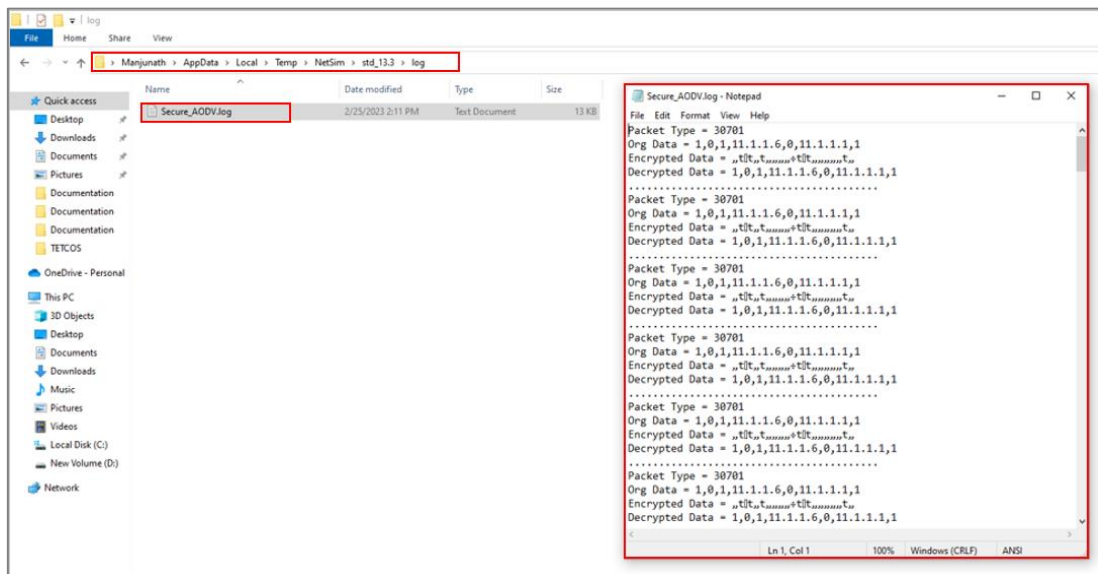 log
File Home Share View
Manjunath > AppData > Local > Temp > NetSim > std_13.3 > log
Name Date modified Type Size
Secure_AODV.log 2/25/2023 2:11 PM Text Document 13 KB
Quick access
Desktop
Downloads
Documents
Pictures
Documentation
Documentation
Documentation
TETCOS
OneDrive - Personal
This PC
3D Objects
Desktop
Documents
Downloads
Music
Pictures
Videos
Local Disk (C:)
New Volume (D:)
Network
Secure_AODV.log - Notepad
File Edit Format View Help
Packet Type = 30701
Org Data = 1,0,1,11.1.1.6,0,11.1.1.1,1
Encrypted Data =
Decrypted Data = 1,0,1,11.1.1.6,0,11.1.1.1,1
........................................
Packet Type = 30701
Org Data = 1,0,1,11.1.1.6,0,11.1.1.1,1
Encrypted Data =
Decrypted Data = 1,0,1,11.1.1.6,0,11.1.1.1,1
........................................
Packet Type = 30701
Org Data = 1,0,1,11.1.1.6,0,11.1.1.1,1
Encrypted Data =
Decrypted Data = 1,0,1,11.1.1.6,0,11.1.1.1,1
........................................
Packet Type = 30701
Org Data = 1,0,1,11.1.1.6,0,11.1.1.1,1
Encrypted Data =
Decrypted Data = 1,0,1,11.1.1.6,0,11.1.1.1,1
........................................
Packet Type = 30701
Org Data = 1,0,1,11.1.1.6,0,11.1.1.1,1
Encrypted Data =
Decrypted Data = 1,0,1,11.1.1.6,0,11.1.1.1,1
........................................
Packet Type = 30701
Org Data = 1,0,1,11.1.1.6,0,11.1.1.1,1
Encrypted Data =
Decrypted Data = 1,0,1,11.1.1.6,0,11.1.1.1,1
Ln 1, Col 1 100% Windows (CRLF) ANSI